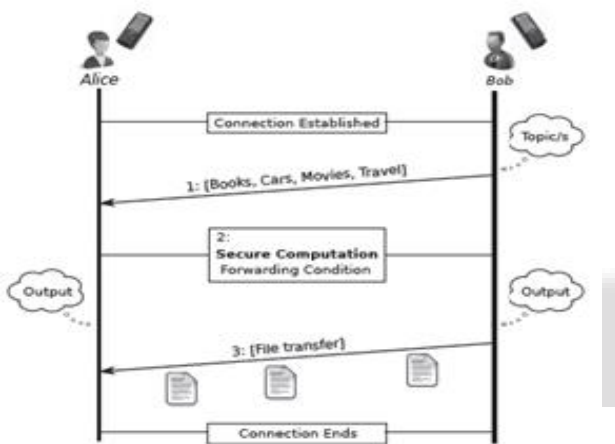 Alice
Bob
Connection Established
Topic/s
1: [Books, Cars, Movies, Travel]
2:
Secure Computation
Forwarding Condition
Output
Output
3: [File transfer]
Connection Ends